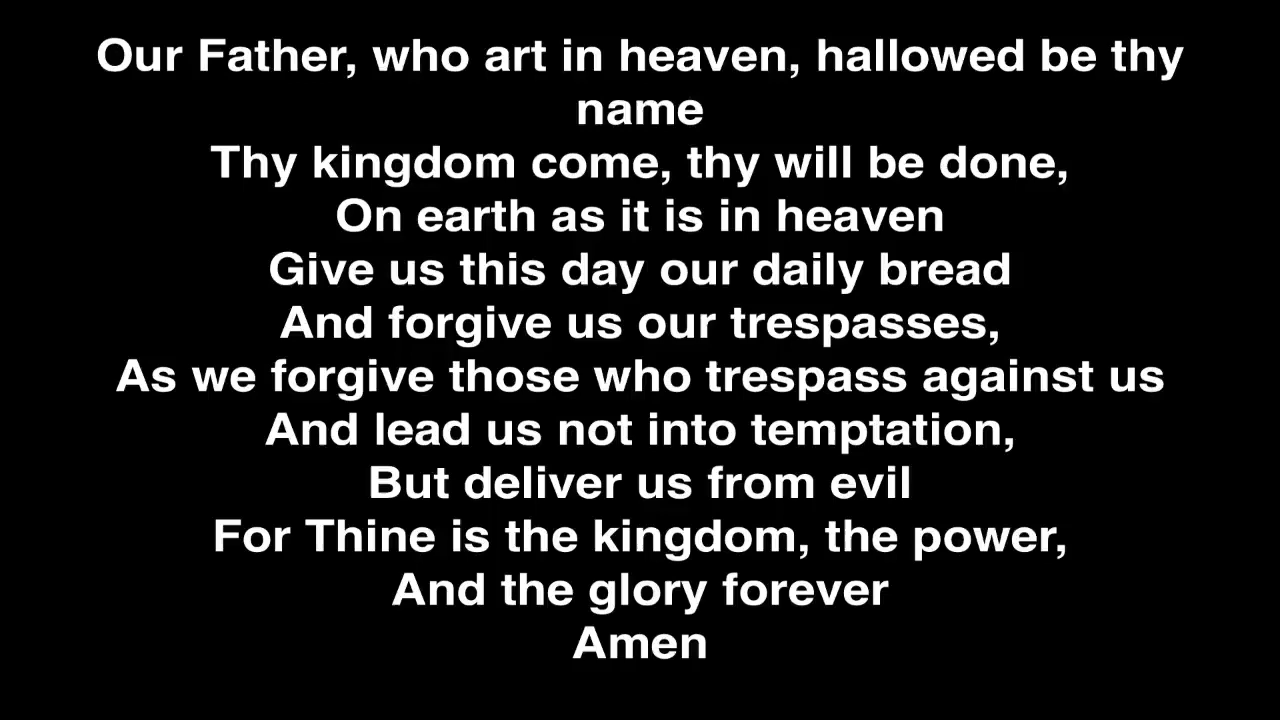 Our Father, who art in heaven, hallowed be thy
name
Thy kingdom come, thy will be done,
On earth as it is in heaven
Give us this day our daily bread
And forgive us our trespasses,
As we forgive those who trespass against us
And lead us not into temptation,
But deliver us from evil
For Thine is the kingdom, the power,
And the glory forever
Amen